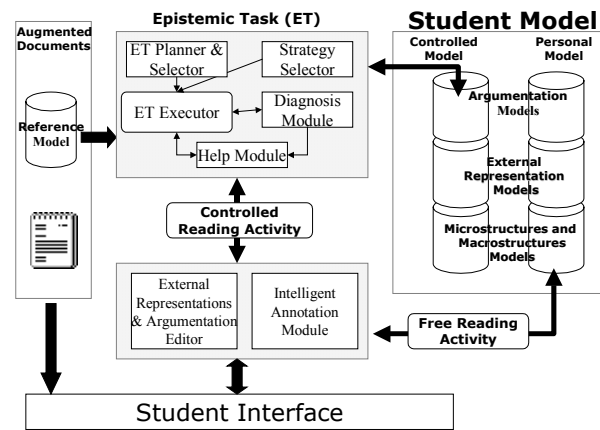 Augmented
Documents
Reference
Model
Epistemic Task (ET)
ET Planner &
Selector
Strategy
Selector
ET Executor
Diagnosis
Module
Help Module
Student Model
Controlled
Model
Personal
Model
Argumentation
Models
External
Representation
Models
Microstructures and
Macrostructures
Models
Controlled
Reading Activity
External
Representations
& Argumentation
Editor
Intelligent
Annotation
Module
Free Reading
Activity
Student Interface